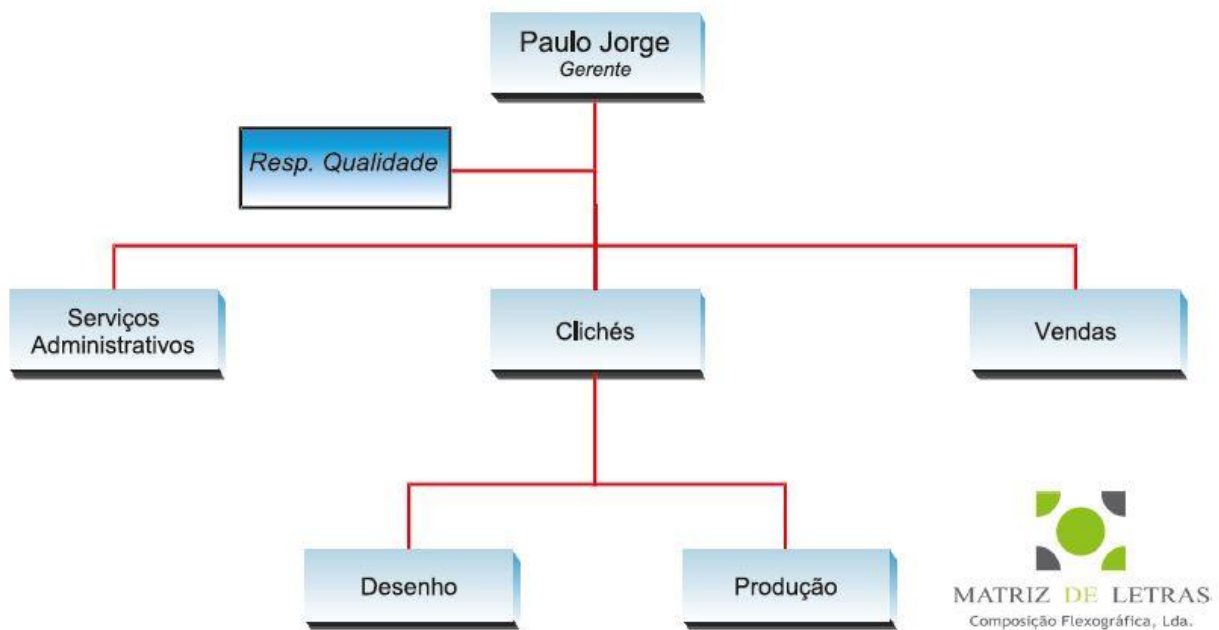 Paulo Jorge
Gerente
Resp. Qualidade
Serviços
Administrativos
Clichés
Vendas
Desenho
Produção
MATRIZ DE LETRAS
Composição Flexográfica, Lda.